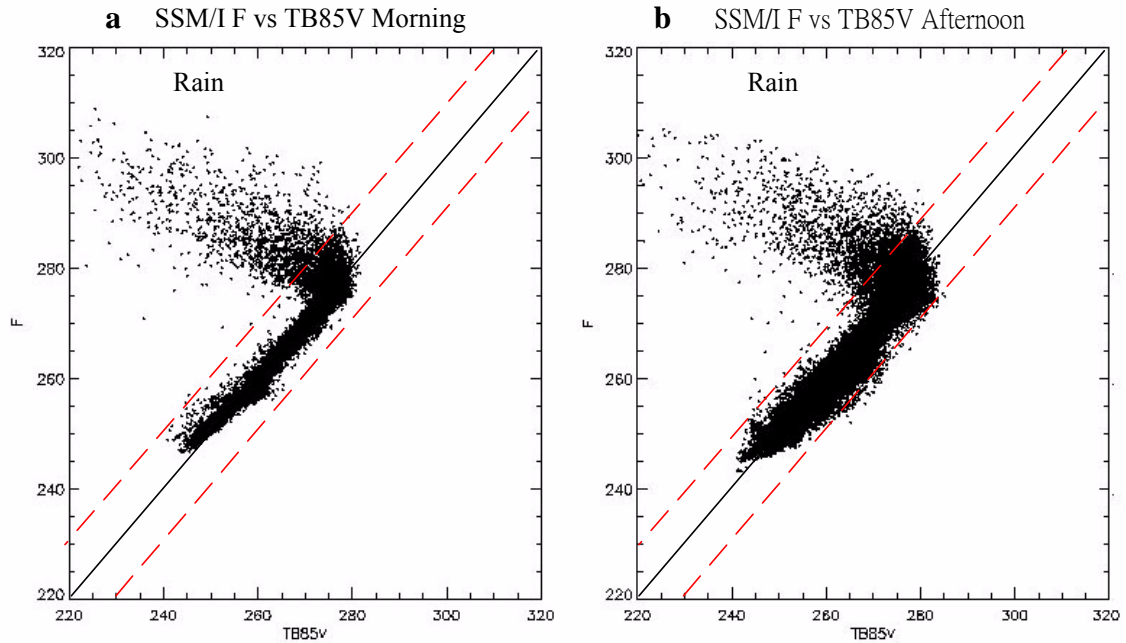 a SSM/I F vs TB85V Morning
Rain
320
300
280
260
240
220
F
220 240 260 280 300 320
TB85V
b SSM/I F vs TB85V Afternoon
Rain
320
300
280
260
240
220
F
220 240 260 280 300 320
TB85V